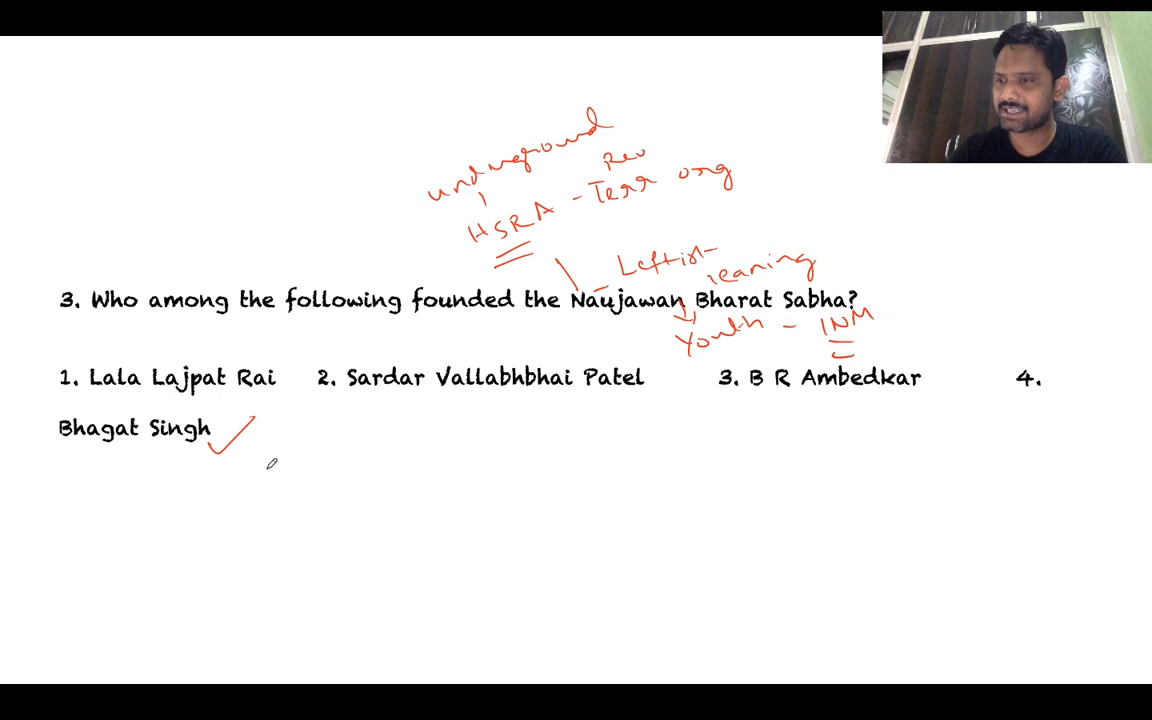 underground
Rev
HSRA - Terr org
Leftist
leaning
3. Who among the following founded the Naujawan Bharat Sabha?
Youth - INM
1. Lala Lajpat Rai 2. Sardar Vallabhbhai Patel 3. B R Ambedkar 4.
Bhagat Singh